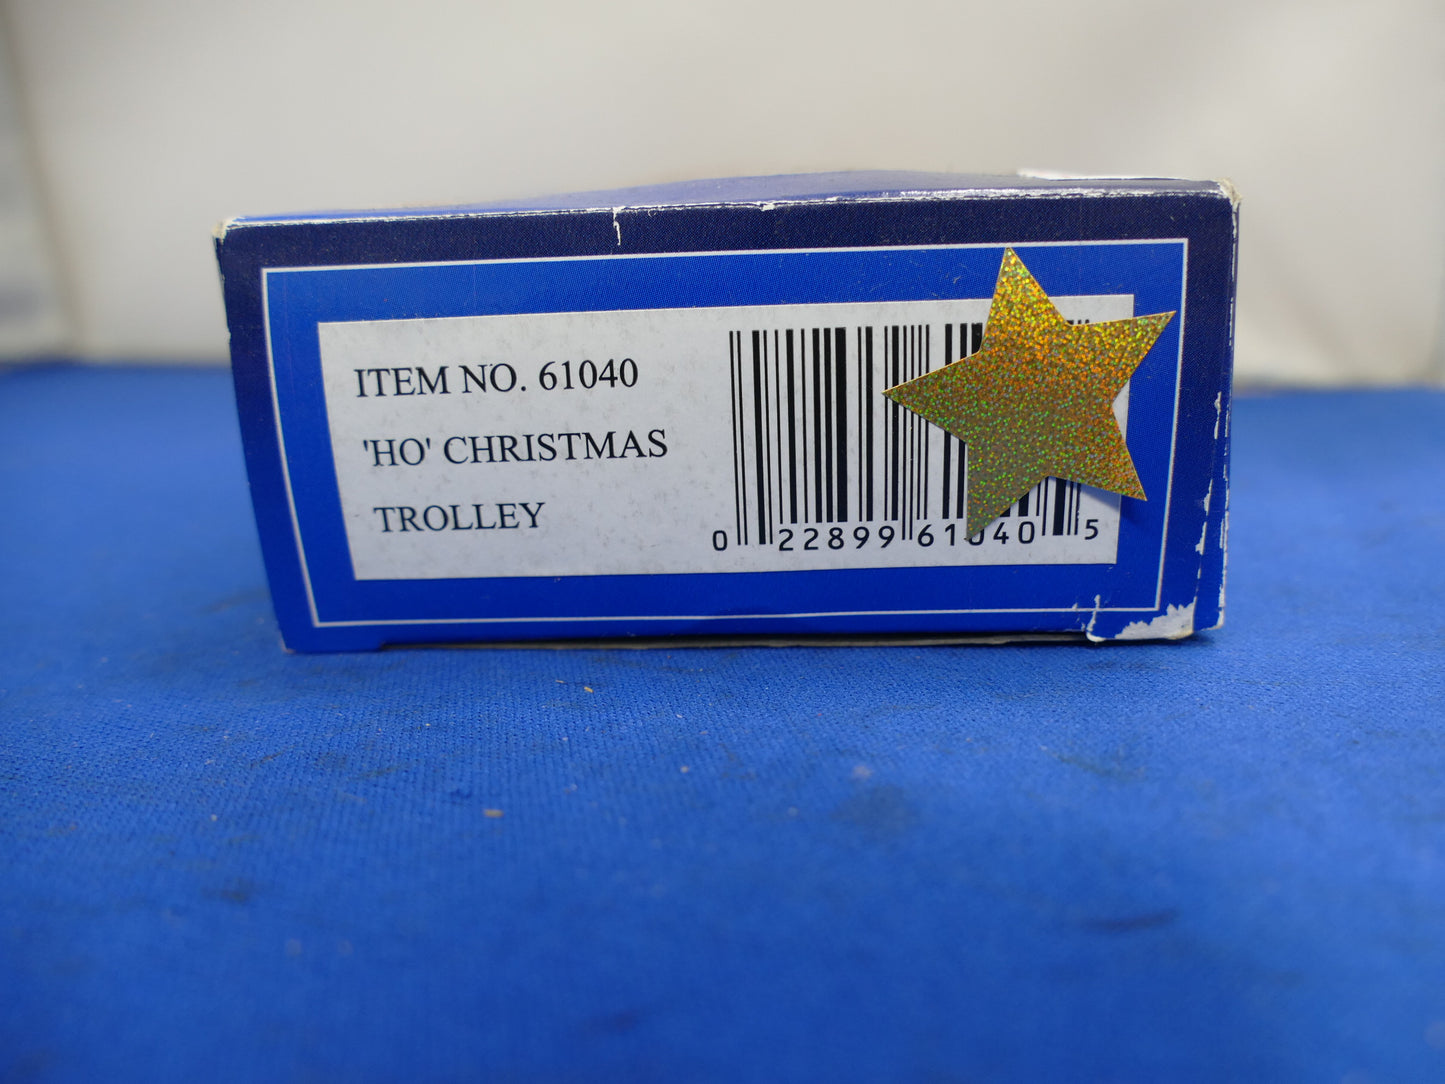 ITEM NO. 61040
'HO' CHRISTMAS
TROLLEY
0 22899 61040 5